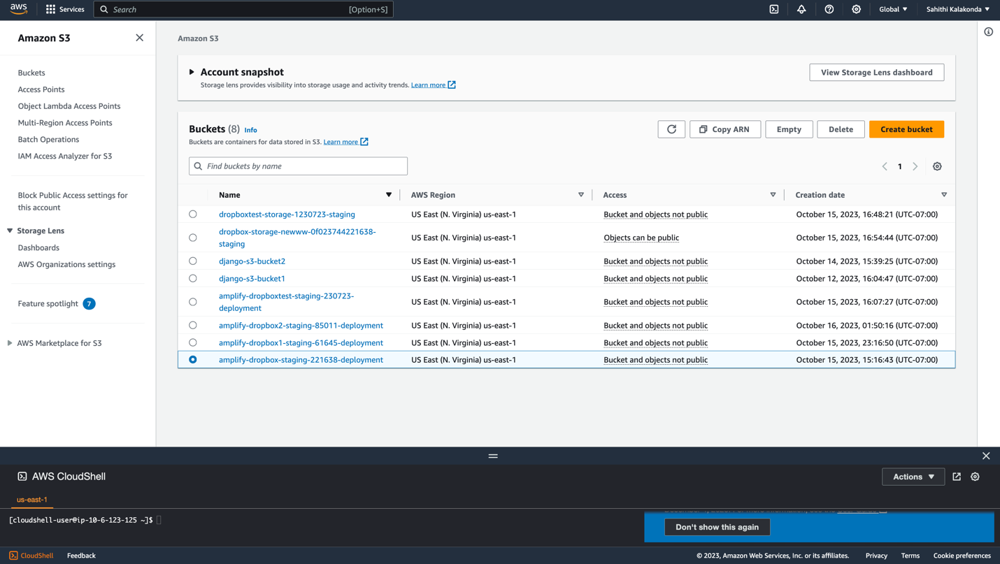 aws
Services
Search
[Option+S]
Global
Sahithi Kalakonda
Amazon S3
Buckets
Access Points
Object Lambda Access Points
Multi-Region Access Points
Batch Operations
IAM Access Analyzer for S3
Block Public Access settings for
this account
Storage Lens
Dashboards
AWS Organizations settings
Feature spotlight 7
AWS Marketplace for S3
Amazon S3
Account snapshot
Storage lens provides visibility into storage usage and activity trends. Learn more
View Storage Lens dashboard
Buckets (8) Info
Buckets are containers for data stored in S3. Learn more
Copy ARN
Empty
Delete
Create bucket
Find buckets by name
1
Name AWS Region Access Creation date
dropboxtest-storage-1230723-staging US East (N. Virginia) us-east-1 Bucket and objects not public October 15, 2023, 16:48:21 (UTC-07:00)
dropbox-storage-newww-0f023744221638-
staging US East (N. Virginia) us-east-1 Objects can be public October 15, 2023, 16:54:44 (UTC-07:00)
django-s3-bucket2 US East (N. Virginia) us-east-1 Bucket and objects not public October 14, 2023, 15:39:25 (UTC-07:00)
django-s3-bucket1 US East (N. Virginia) us-east-1 Bucket and objects not public October 12, 2023, 16:04:47 (UTC-07:00)
amplify-dropboxtest-staging-230723-
deployment US East (N. Virginia) us-east-1 Bucket and objects not public October 15, 2023, 16:07:27 (UTC-07:00)
amplify-dropbox2-staging-85011-deployment US East (N. Virginia) us-east-1 Bucket and objects not public October 16, 2023, 01:50:16 (UTC-07:00)
amplify-dropbox1-staging-61645-deployment US East (N. Virginia) us-east-1 Bucket and objects not public October 15, 2023, 23:16:50 (UTC-07:00)
amplify-dropbox-staging-221638-deployment US East (N. Virginia) us-east-1 Bucket and objects not public October 15, 2023, 15:16:43 (UTC-07:00)
AWS CloudShell
Actions
us-east-1
[cloudshell-user@ip-10-6-123-125 ~]$
Don't show this again
CloudShell Feedback © 2023, Amazon Web Services, Inc. or its affiliates. Privacy Terms Cookie preferences